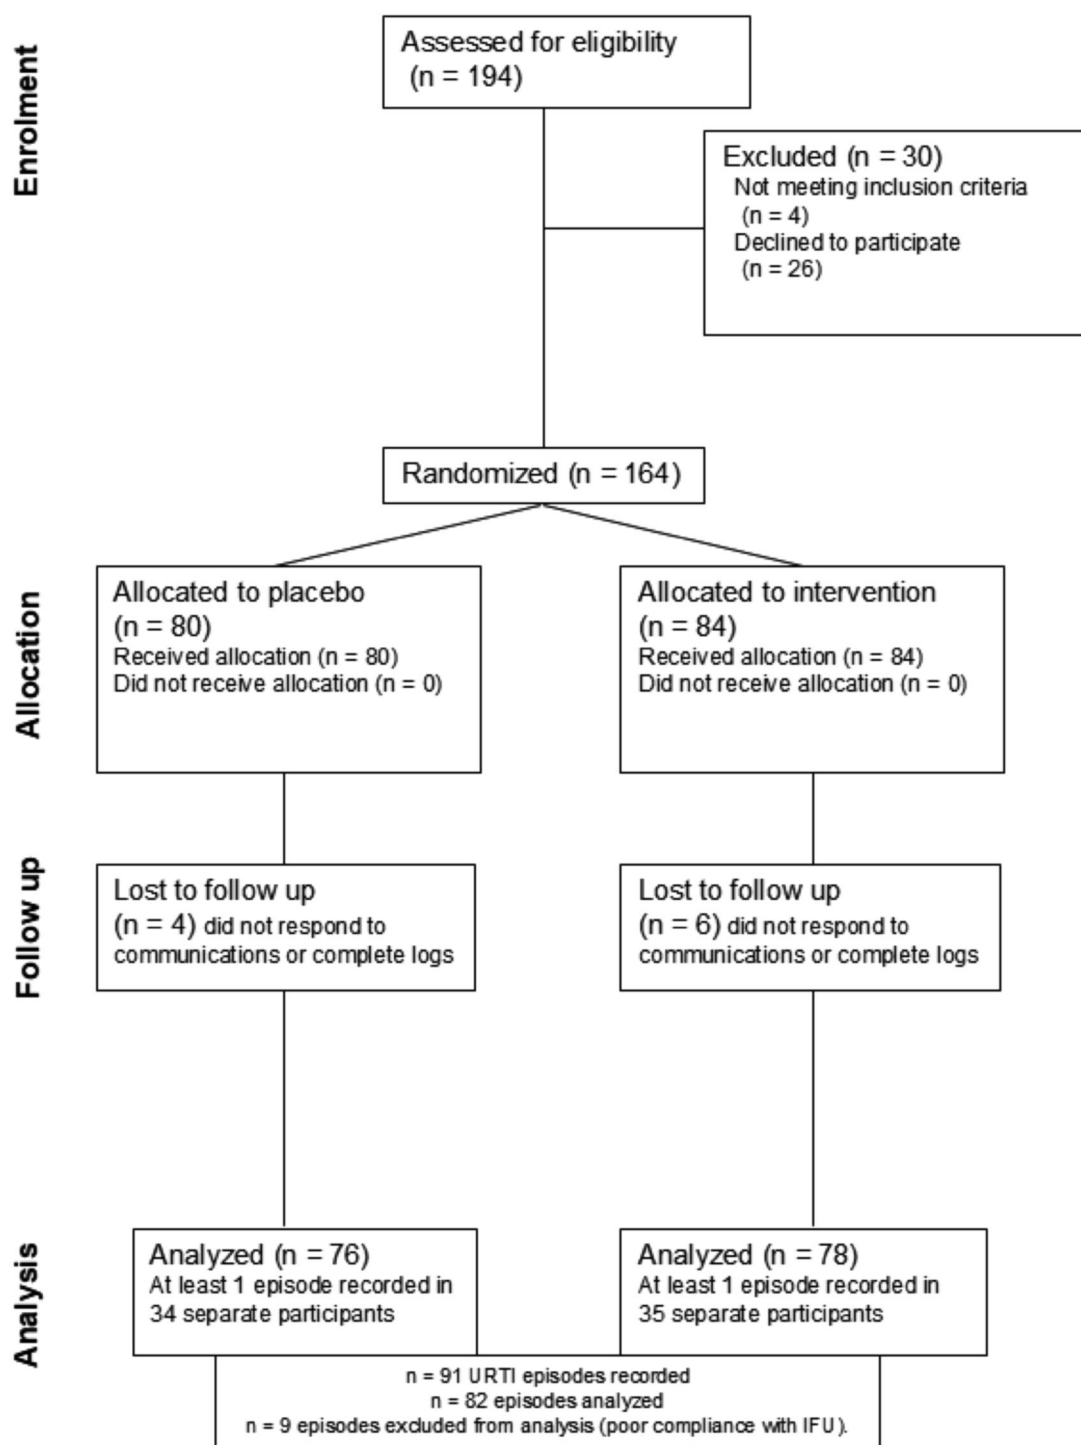 Enrolment
Assessed for eligibility
(n = 194)
Excluded (n = 30)
Not meeting inclusion criteria
(n = 4)
Declined to participate
(n = 26)
Randomized (n = 164)
Allocation
Allocated to placebo
(n = 80)
Received allocation (n = 80)
Did not receive allocation (n = 0)
Allocated to intervention
(n = 84)
Received allocation (n = 84)
Did not receive allocation (n = 0)
Follow up
Lost to follow up
(n = 4) did not respond to
communications or complete logs
Lost to follow up
(n = 6) did not respond to
communications or complete logs
Analysis
Analyzed (n = 76)
At least 1 episode recorded in
34 separate participants
Analyzed (n = 78)
At least 1 episode recorded in
35 separate participants
n = 91 URTI episodes recorded
n = 82 episodes analyzed
n = 9 episodes excluded from analysis (poor compliance with IFU).